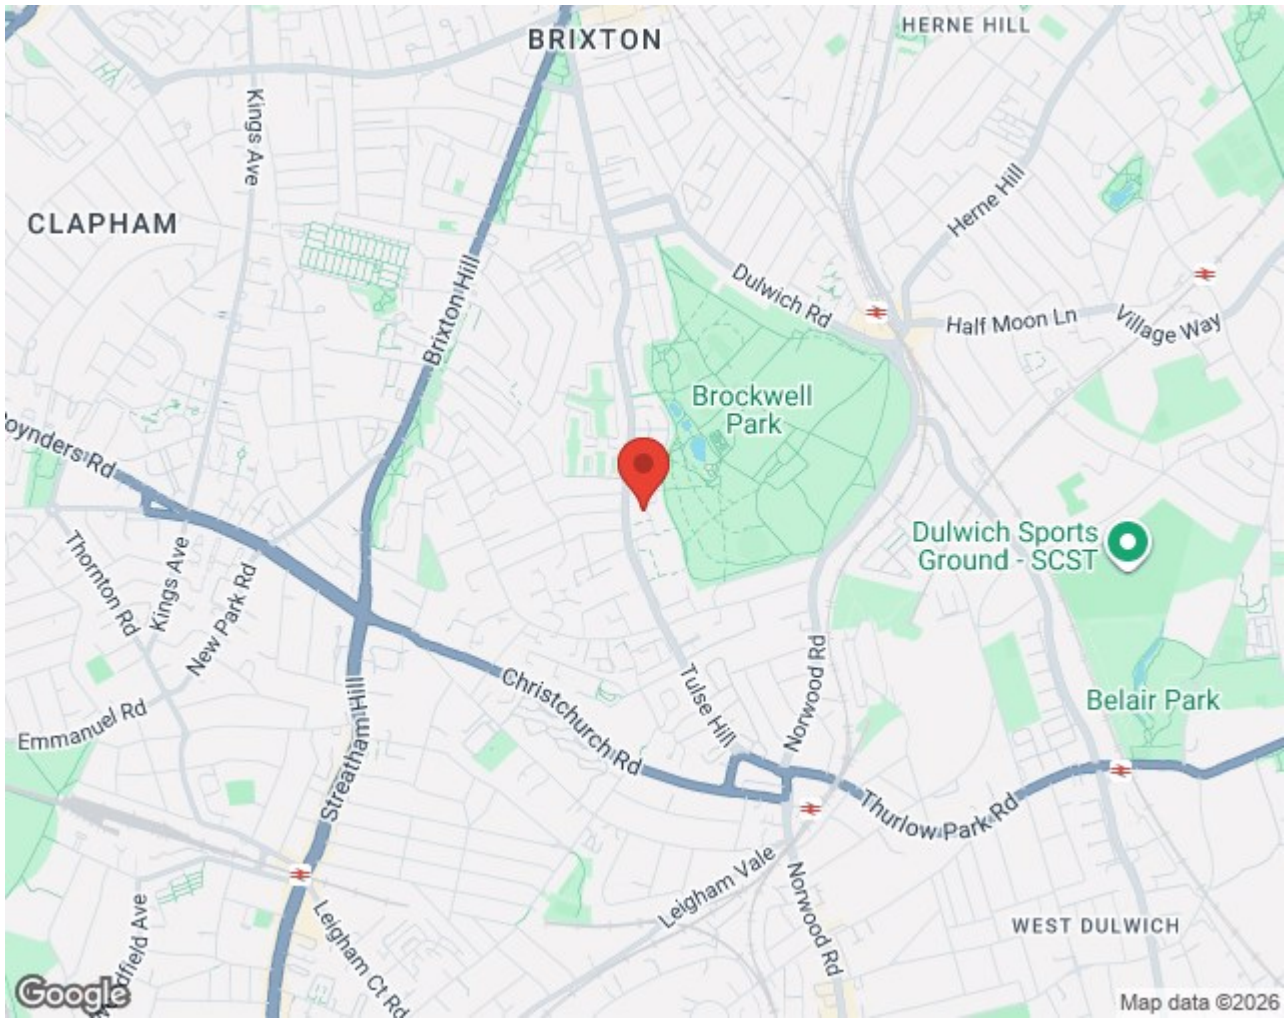 HERNE HILL
BRIXTON
Kings Ave
CLAPHAM
Herne Hill
Brixton Hill
Dulwich Rd
Half Moon Ln
Village Way
Brockwell
Park
Poynders Rd
Dulwich Sports
Ground - SCST
Thornton Rd
Kings Ave
New Park Rd
Tulse Hill
Norwood Rd
Christchurch Rd
Belair Park
Emmanuel Rd
Streatham Hill
Thurlow Park Rd
Leigham Vale
Norwood Rd
WEST DULWICH
Leigham Ct Rd
Google
Map data ©2026